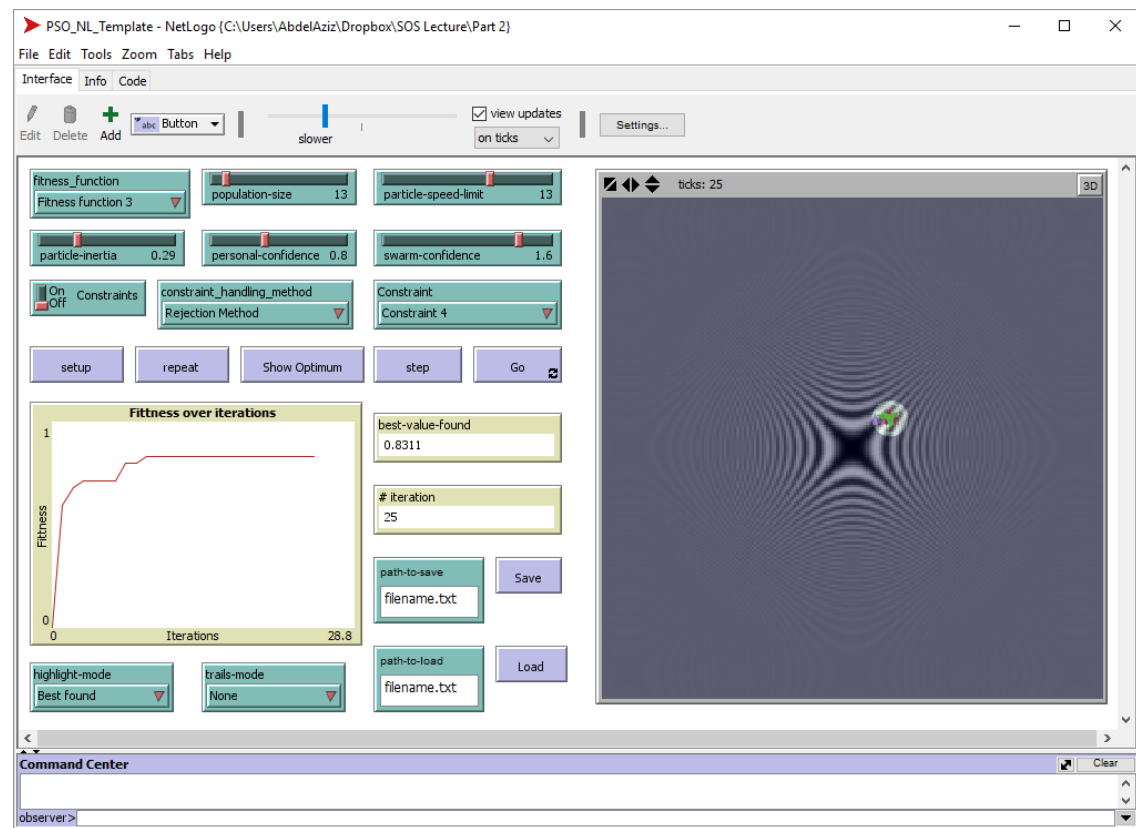 PSO_NL_Template - NetLogo {C:\Users\AbdelAziz\Dropbox\SOS Lecture\Part 2}
File Edit Tools Zoom Tabs Help
Interface Info Code
Edit Delete Add abc Button slower view updates on ticks Settings...
fitness_function
Fitness function 3
population-size 13
particle-speed-limit 13
particle-inertia 0.29
personal-confidence 0.8
swarm-confidence 1.6
On
Off
Constraints
constraint_handling_method
Rejection Method
Constraint
Constraint 4
setup
repeat
Show Optimum
step
Go
Fittness over iterations
1
Fittness
0
0 Iterations 28.8
best-value-found
0.8311
# iteration
25
path-to-save
filename.txt
Save
path-to-load
filename.txt
Load
highlight-mode
Best found
trails-mode
None
ticks: 25
3D
Command Center
Clear
observer>